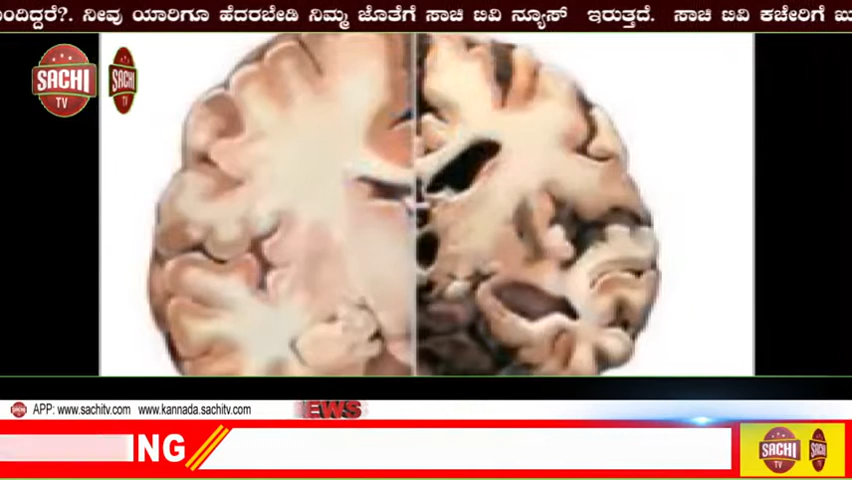 ನೀವು ಯಾರಿಗೂ ಹೆದರಬೇಡಿ ನಿಮ್ಮ ಜೊತೆಗೆ ಸಾಚಿ ಟಿವಿ ನ್ಯೂಸ್ ಇರುತ್ತದೆ. ಸಾಚಿ ಟಿವಿ ಕಚೇರಿಗೆ
SACHI SACHI
TV TV
APP: www.sachitv.com www.kannada.sachitv.com EWS
ING
SACHI SACHI
TV TV